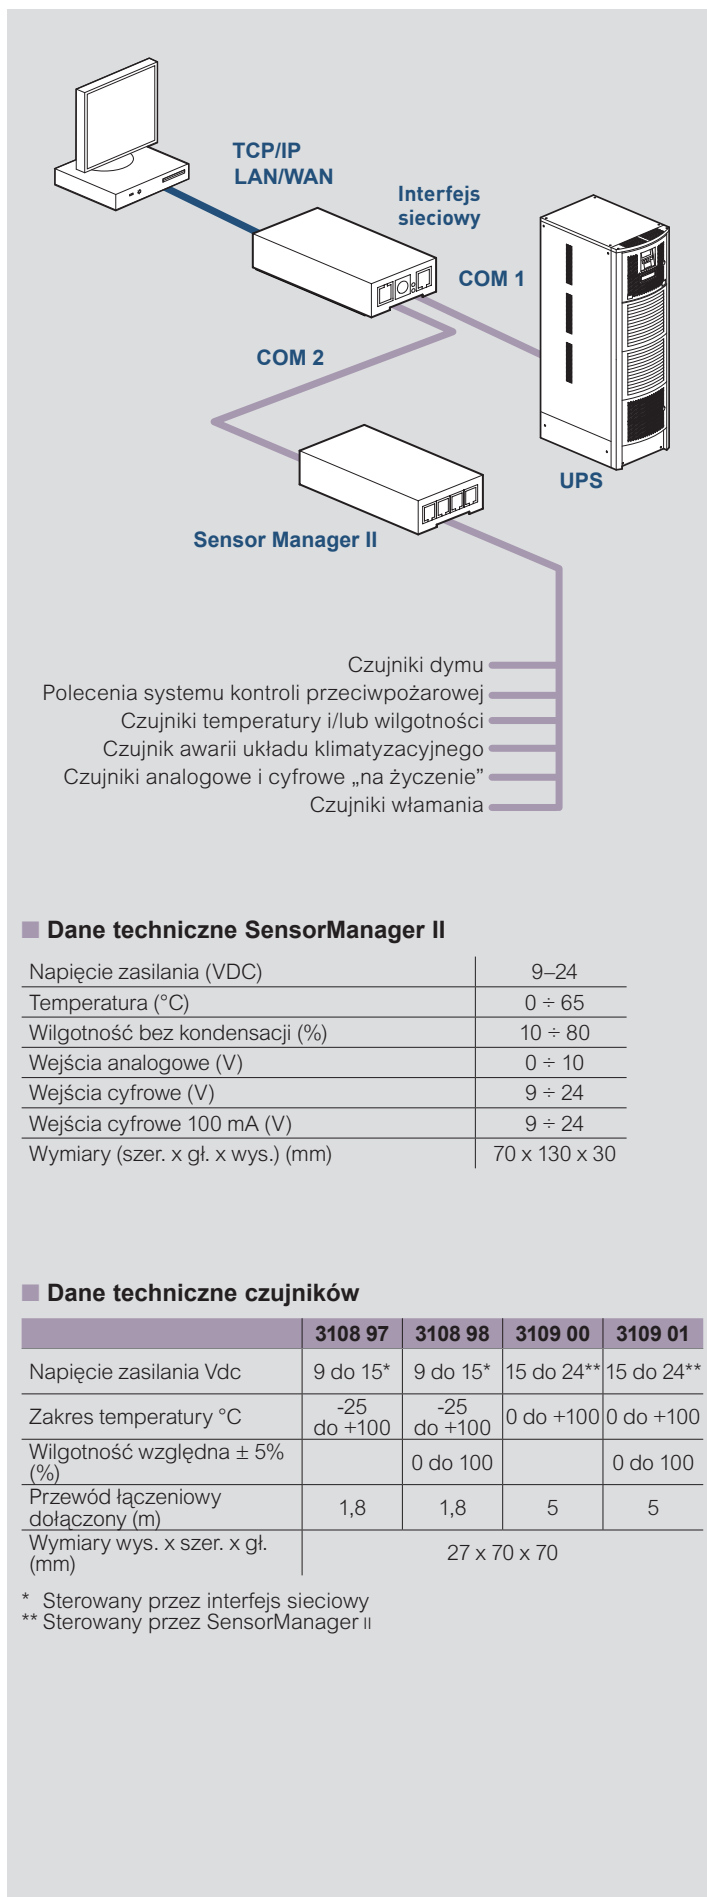 TCP/IP
LAN/WAN
Interfejs
sieciowy
COM 1
COM 2
UPS
Sensor Manager II
Czujniki dymu
Polecenia systemu kontroli przeciwpożarowej
Czujniki temperatury i/lub wilgotności
Czujnik awarii układu klimatyzacyjnego
Czujniki analogowe i cyfrowe „na życzenie”
Czujniki włamania
Dane techniczne SensorManager II
Napięcie zasilania (VDC) 9–24
Temperatura (°C) 0 ÷ 65
Wilgotność bez kondensacji (%) 10 ÷ 80
Wejścia analogowe (V) 0 ÷ 10
Wejścia cyfrowe (V) 9 ÷ 24
Wejścia cyfrowe 100 mA (V) 9 ÷ 24
Wymiary (szer. x gł. x wys.) (mm) 70 x 130 x 30
Dane techniczne czujników
3108 97 3108 98 3109 00 3109 01
Napięcie zasilania Vdc 9 do 15* 9 do 15* 15 do 24** 15 do 24**
Zakres temperatury °C -25 do +100 -25 do +100 0 do +100 0 do +100
Wilgotność względna ± 5%
(%) 0 do 100 0 do 100
Przewód łączeniowy
dołączony (m) 1,8 1,8 5 5
Wymiary wys. x szer. x gł.
(mm) 27 x 70 x 70
* Sterowany przez interfejs sieciowy
** Sterowany przez SensorManager II